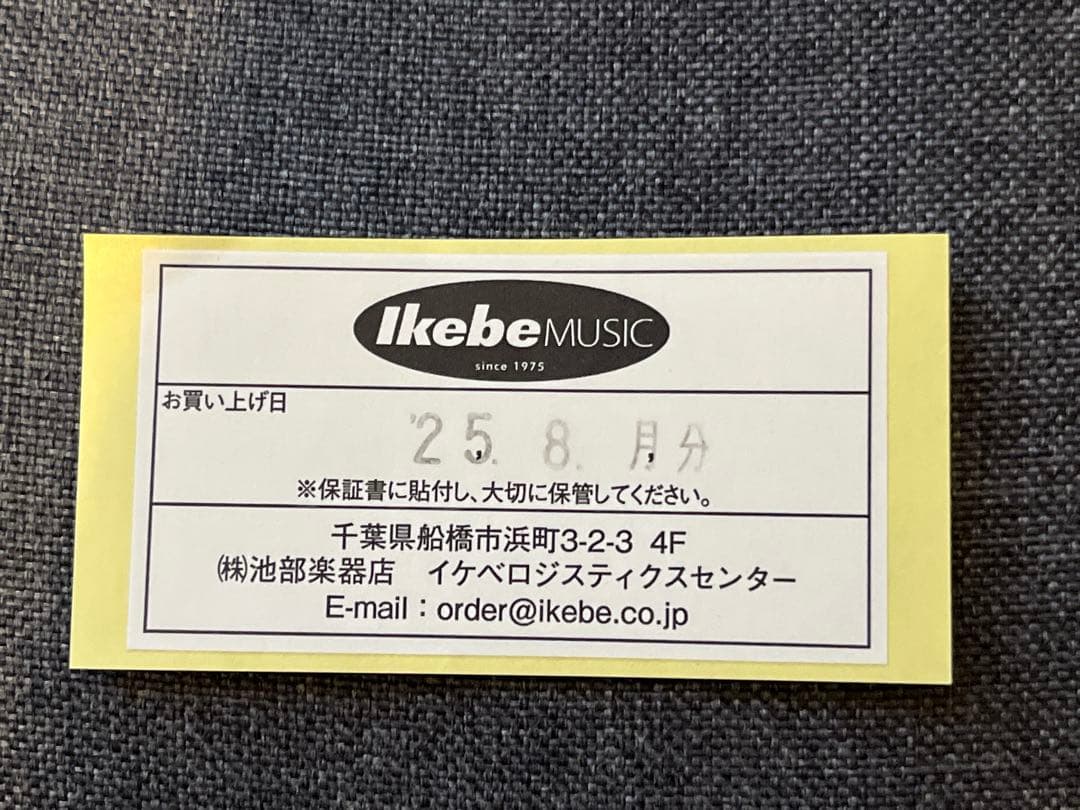 Ikebe MUSIC
since 1975
お買い上げ日
'25. 8. 月分
※保証書に貼付し、大切に保管してください。
千葉県船橋市浜町3-2-3 4F
㈱池部楽器店 イケベロジスティクスセンター
E-mail：order@ikebe.co.jp